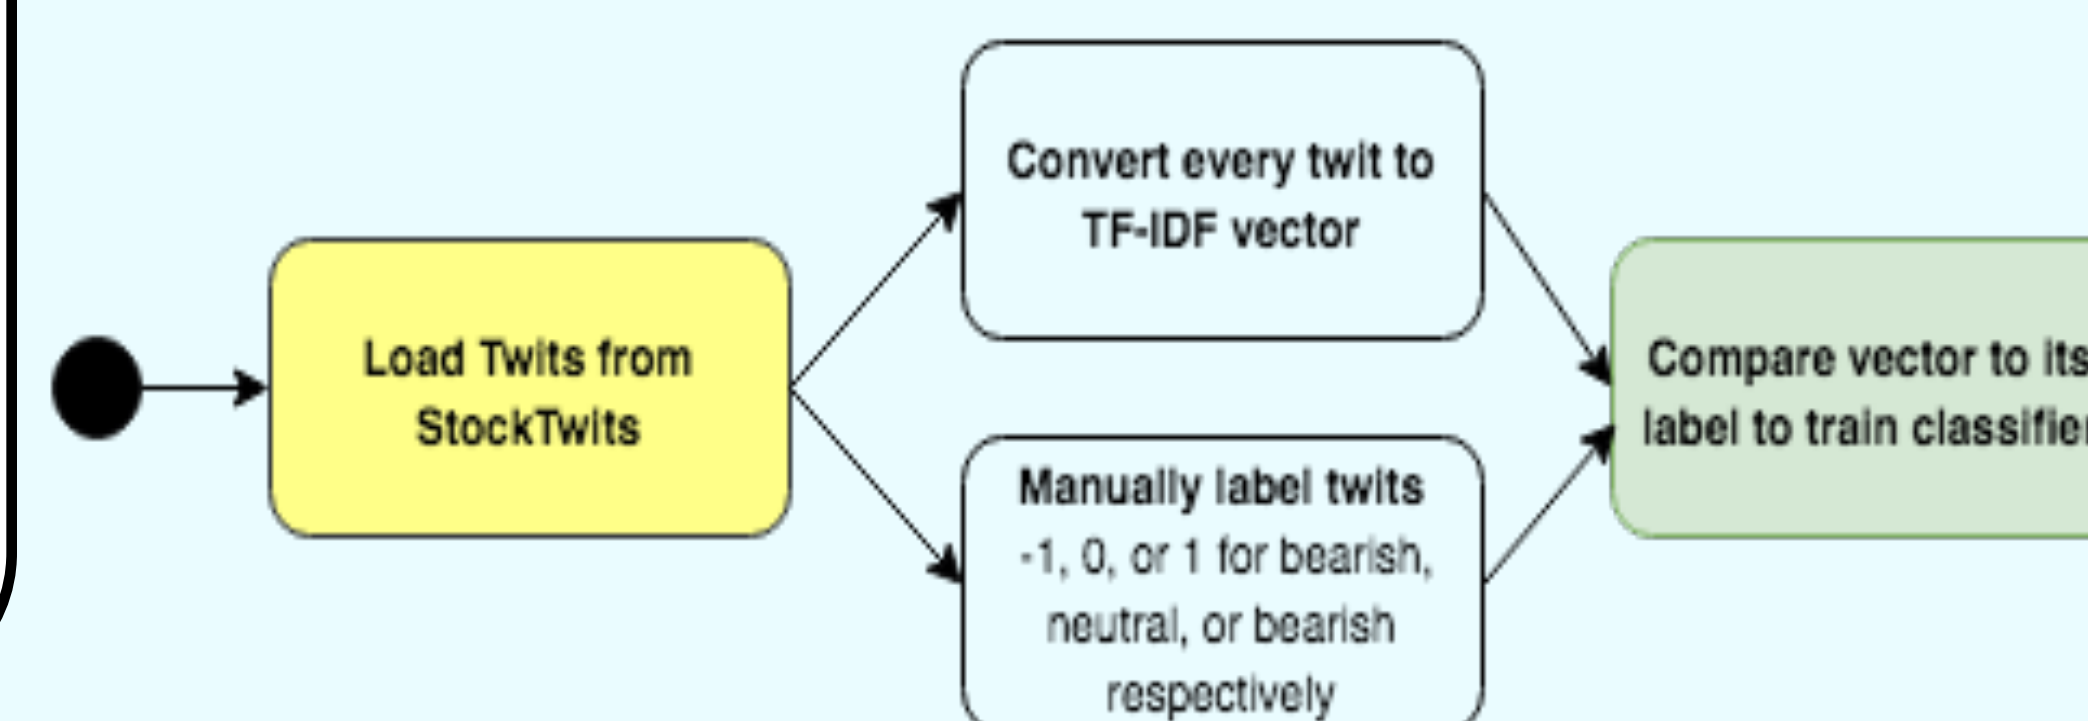 Convert every twit to
TF-IDF vector
Load Twits from
StockTwits
Compare vector to its
label to train classifier
Manually label twits
-1, 0, or 1 for bearish,
neutral, or bearish
respectively